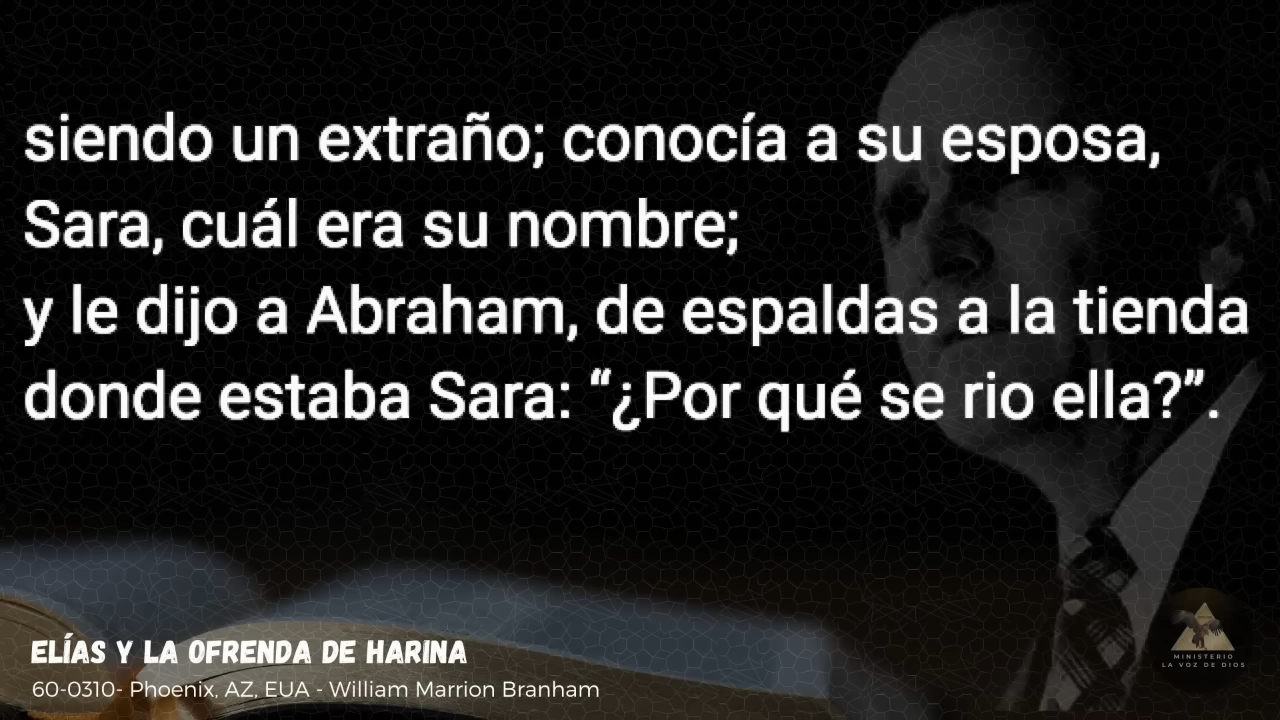 siendo un extraño; conocía a su esposa,
Sara, cuál era su nombre;
y le dijo a Abraham, de espaldas a la tienda
donde estaba Sara: “¿Por qué se rio ella?”.
ELÍAS Y LA OFRENDA DE HARINA
60-0310- Phoenix, AZ, EUA - William Marrion Branham
MINISTERIO
LA VOZ DE DIOS